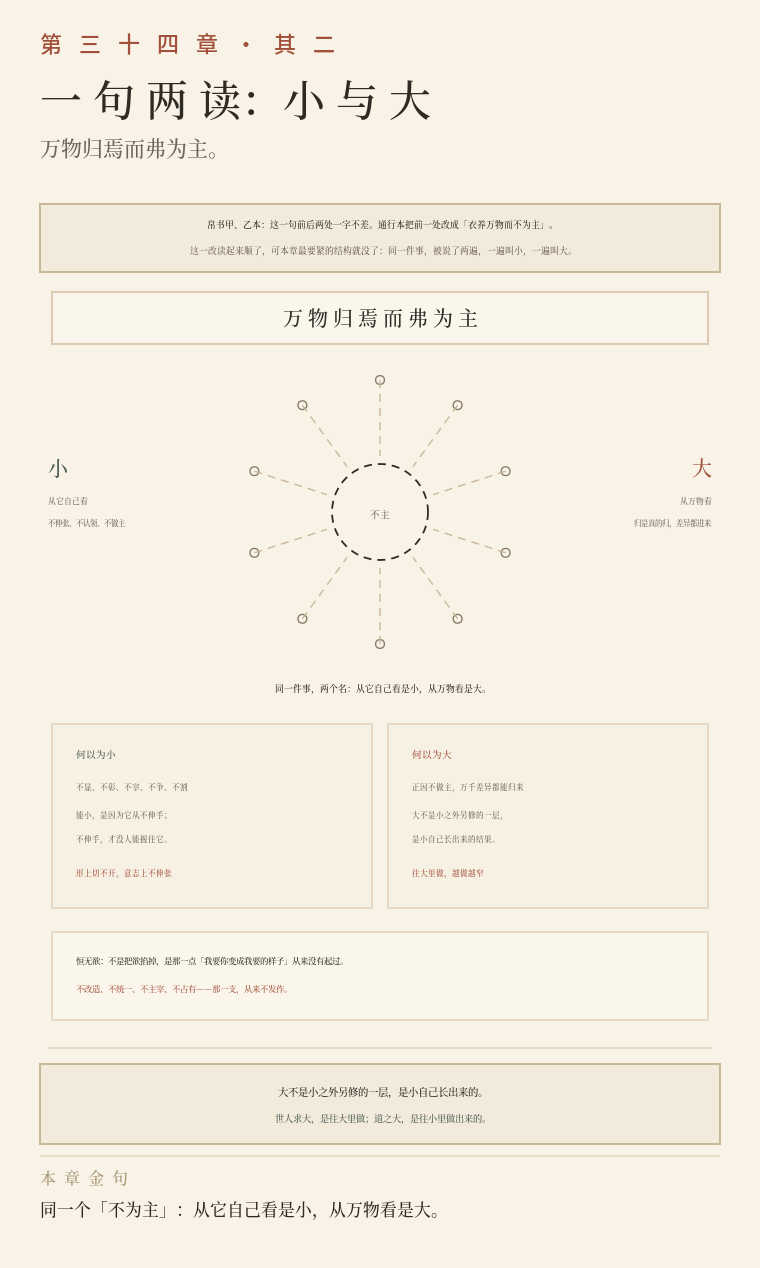 第三十四章·其二
一句两读：小与大
万物归焉而弗为主。
帛书甲、乙本：这一句前后两处一字不差。通行本把前一处改成「衣养万物而不为主」。
这一改读起来顺了，可本章最要紧的结构就没了：同一件事，被说了两遍，一遍叫小，一遍叫大。
万物归焉而弗为主
小
从它自己看
不伸张、不认领、不做主
不主
大
从万物看
归是真的归，差异都进来
同一件事，两个名：从它自己看是小，从万物看是大。
何以为小
不显、不彰、不宰、不争、不割
能小，是因为它从不伸手；
不伸手，才没人能握住它。
形上切不开，意志上不伸张
何以为大
正因不做主，万千差异都能归来
大不是小之外另修的一层，
是小自己长出来的结果。
往大里做，越做越窄
恒无欲：不是把欲掐掉，是那一点「我要你变成我要的样子」从来没有起过。
不改造、不统一、不主宰、不占有——那一支，从来不发作。
大不是小之外另修的一层，是小自己长出来的。
世人求大，是往大里做；道之大，是往小里做出来的。
本章金句
同一个「不为主」：从它自己看是小，从万物看是大。